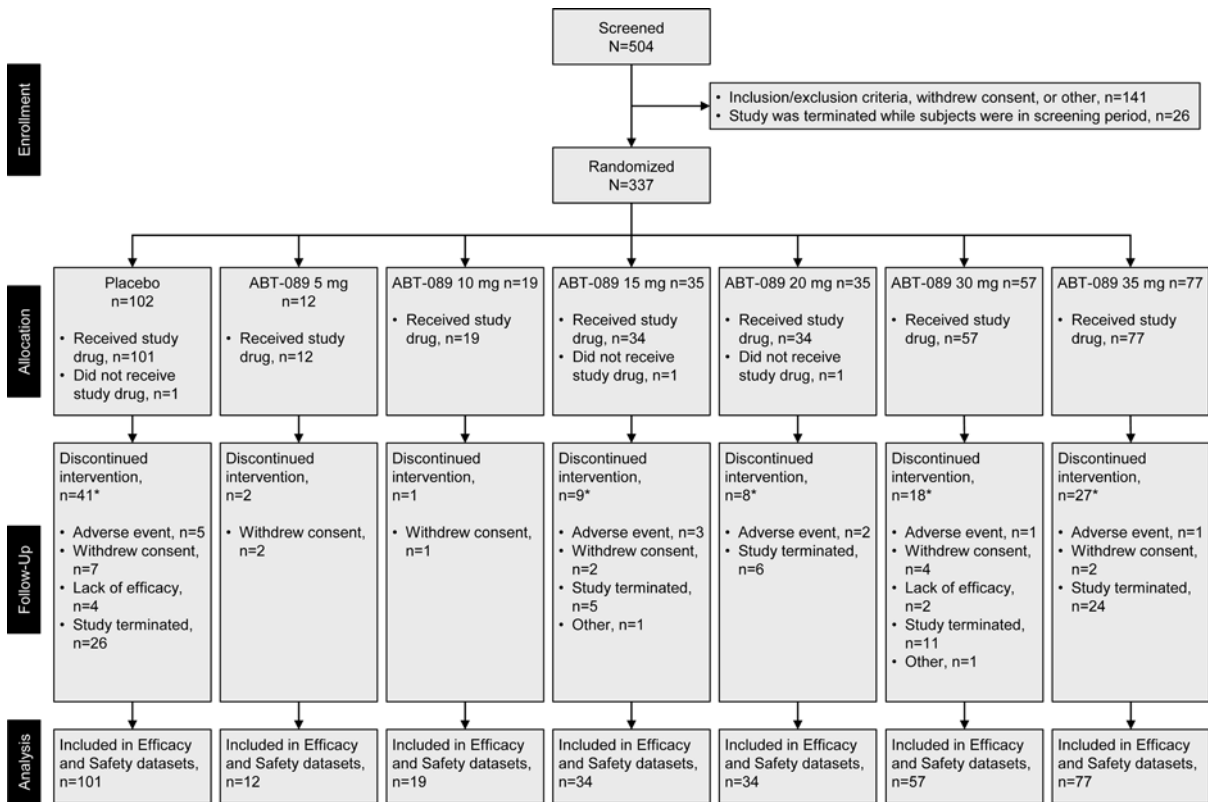 Screened
N=504
Enrollment
• Inclusion/exclusion criteria, withdrew consent, or other, n=141
• Study was terminated while subjects were in screening period, n=26
Randomized
N=337
Allocation
Placebo
n=102
• Received study
drug, n=101
• Did not receive
study drug, n=1
ABT-089 5 mg
n=12
• Received study
drug, n=12
ABT-089 10 mg n=19
• Received study
drug, n=19
ABT-089 15 mg n=35
• Received study
drug, n=34
• Did not receive
study drug, n=1
ABT-089 20 mg n=35
• Received study
drug, n=34
• Did not receive
study drug, n=1
ABT-089 30 mg n=57
• Received study
drug, n=57
ABT-089 35 mg n=77
• Received study
drug, n=77
Follow-Up
Discontinued
intervention,
n=41*
• Adverse event, n=5
• Withdrew consent,
n=7
• Lack of efficacy,
n=4
• Study terminated,
n=26
Discontinued
intervention,
n=2
• Withdrew consent,
n=2
Discontinued
intervention,
n=1
• Withdrew consent,
n=1
Discontinued
intervention,
n=9*
• Adverse event, n=3
• Withdrew consent,
n=2
• Study terminated,
n=5
• Other, n=1
Discontinued
intervention,
n=8*
• Adverse event, n=2
• Study terminated,
n=6
Discontinued
intervention,
n=18*
• Adverse event, n=1
• Withdrew consent,
n=4
• Lack of efficacy,
n=2
• Study terminated,
n=11
• Other, n=1
Discontinued
intervention,
n=27*
• Adverse event, n=1
• Withdrew consent,
n=2
• Study terminated,
n=24
Analysis
Included in Efficacy
and Safety datasets,
n=101
Included in Efficacy
and Safety datasets,
n=12
Included in Efficacy
and Safety datasets,
n=19
Included in Efficacy
and Safety datasets,
n=34
Included in Efficacy
and Safety datasets,
n=34
Included in Efficacy
and Safety datasets,
n=57
Included in Efficacy
and Safety datasets,
n=77